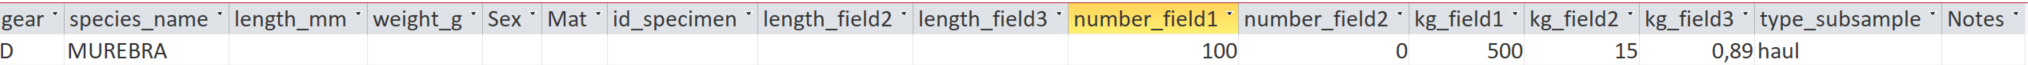 gear species_name length_mm weight_g Sex Mat id_specimen length_field2 length_field3 number_field1 number_field2 kg_field1 kg_field2 kg_field3 type_subsample Notes
D MUREBRA 100 0 500 15 0,89 haul